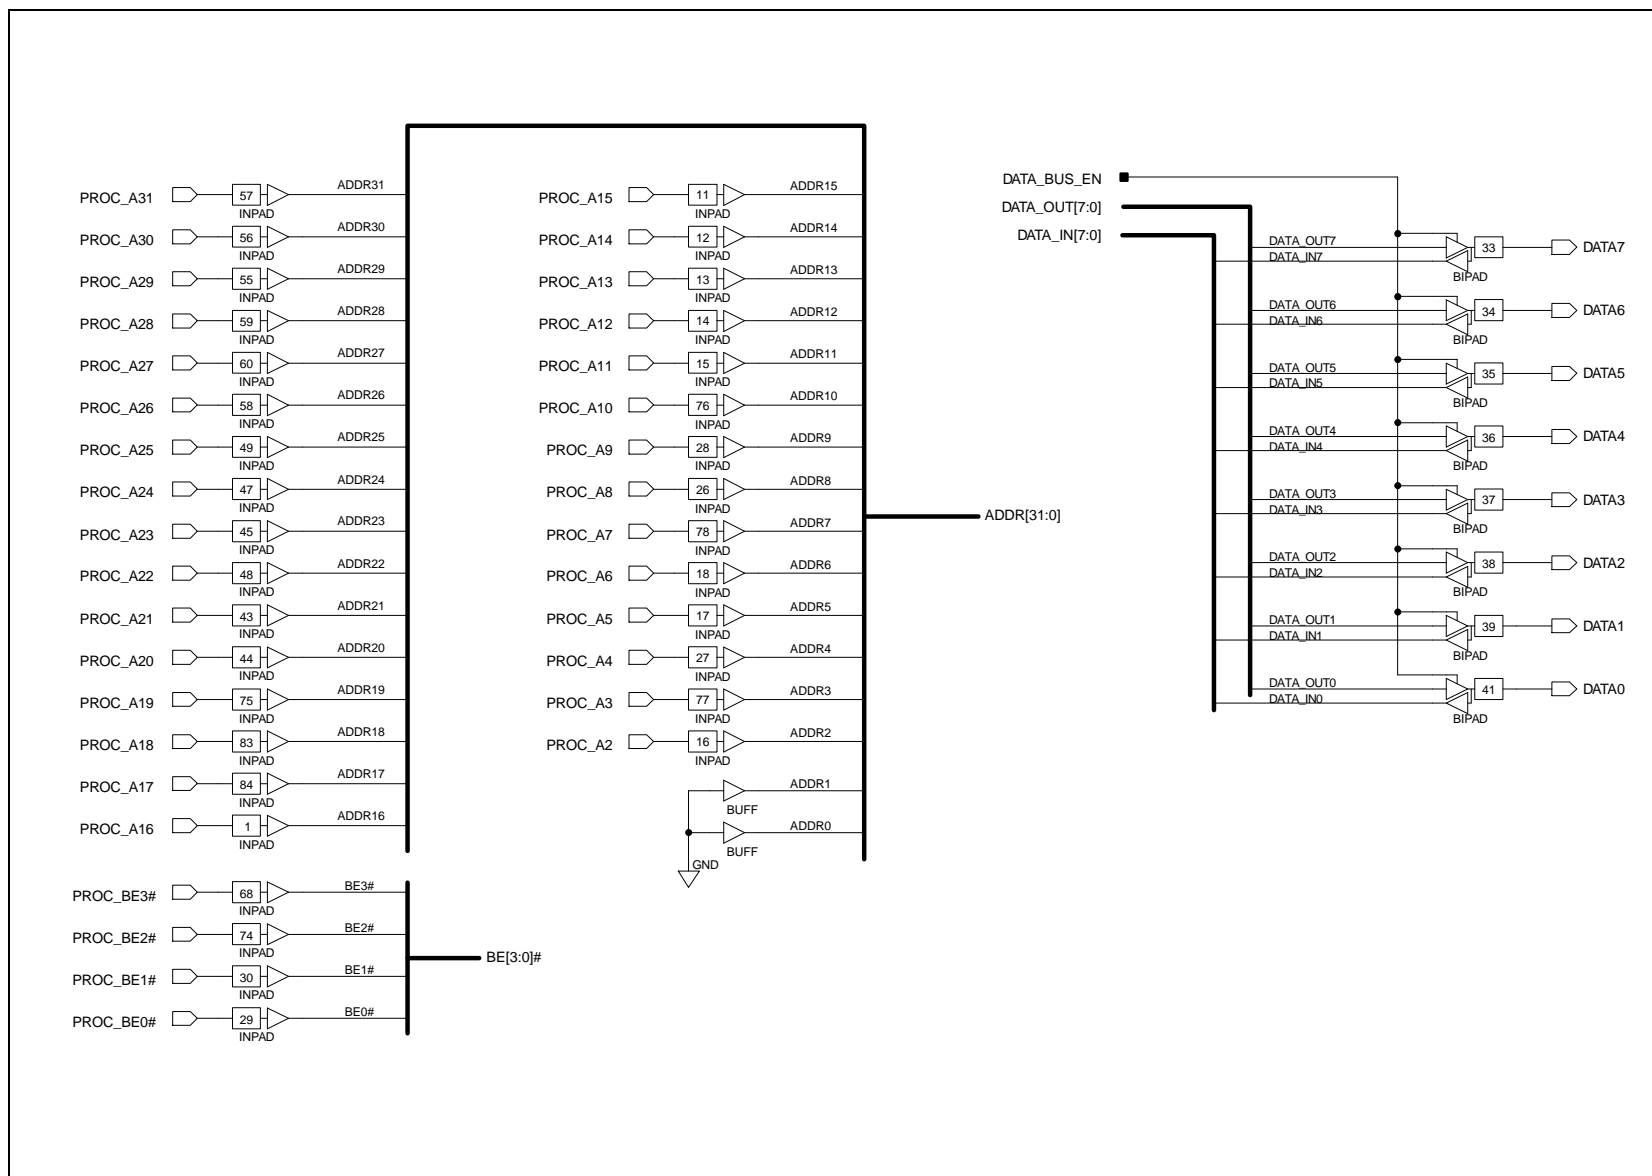 PROC_A31 57 INPAD ADDR31
PROC_A30 56 INPAD ADDR30
PROC_A29 55 INPAD ADDR29
PROC_A28 59 INPAD ADDR28
PROC_A27 60 INPAD ADDR27
PROC_A26 58 INPAD ADDR26
PROC_A25 49 INPAD ADDR25
PROC_A24 47 INPAD ADDR24
PROC_A23 45 INPAD ADDR23
PROC_A22 48 INPAD ADDR22
PROC_A21 43 INPAD ADDR21
PROC_A20 44 INPAD ADDR20
PROC_A19 75 INPAD ADDR19
PROC_A18 83 INPAD ADDR18
PROC_A17 84 INPAD ADDR17
PROC_A16 1 INPAD ADDR16
PROC_BE3# 68 INPAD BE3#
PROC_BE2# 74 INPAD BE2#
PROC_BE1# 30 INPAD BE1#
PROC_BE0# 29 INPAD BE0#
BE[3:0]#
PROC_A15 11 INPAD ADDR15
PROC_A14 12 INPAD ADDR14
PROC_A13 13 INPAD ADDR13
PROC_A12 14 INPAD ADDR12
PROC_A11 15 INPAD ADDR11
PROC_A10 76 INPAD ADDR10
PROC_A9 28 INPAD ADDR9
PROC_A8 26 INPAD ADDR8
PROC_A7 78 INPAD ADDR7
PROC_A6 18 INPAD ADDR6
PROC_A5 17 INPAD ADDR5
PROC_A4 27 INPAD ADDR4
PROC_A3 77 INPAD ADDR3
PROC_A2 16 INPAD ADDR2
BUFF ADDR1
BUFF ADDR0
GND
ADDR[31:0]
DATA_BUS_EN
DATA_OUT[7:0]
DATA_IN[7:0]
DATA_OUT7 33 DATA7
DATA_IN7 BIPAD
DATA_OUT6 34 DATA6
DATA_IN6 BIPAD
DATA_OUT5 35 DATA5
DATA_IN5 BIPAD
DATA_OUT4 36 DATA4
DATA_IN4 BIPAD
DATA_OUT3 37 DATA3
DATA_IN3 BIPAD
DATA_OUT2 38 DATA2
DATA_IN2 BIPAD
DATA_OUT1 39 DATA1
DATA_IN1 BIPAD
DATA_OUT0 41 DATA0
DATA_IN0 BIPAD